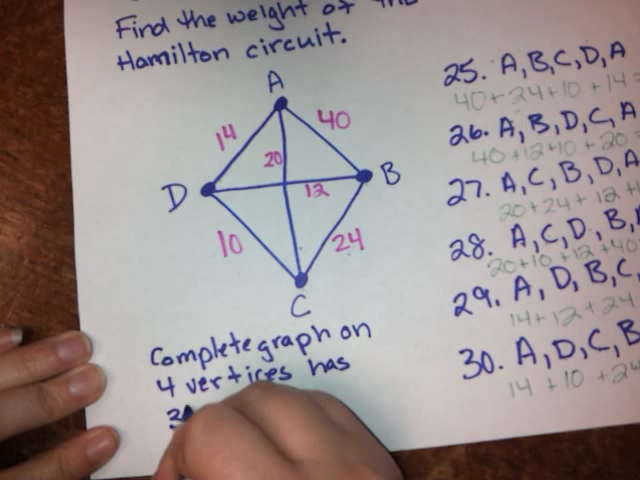 Find the weight of the
Hamilton circuit.
A
14
40
20
D
12
B
10
24
C
Complete graph on
4 vertices has
3
25. A, B, C, D, A
40 + 24 + 10 + 14 =
26. A, B, D, C, A
40 + 12 + 10 + 20
27. A, C, B, D, A
20 + 24 + 12 +
28. A, C, D, B,
20 + 10 + 12 + 40
29. A, D, B, C,
14 + 12 + 24
30. A, D, C, B
14 + 10 + 24